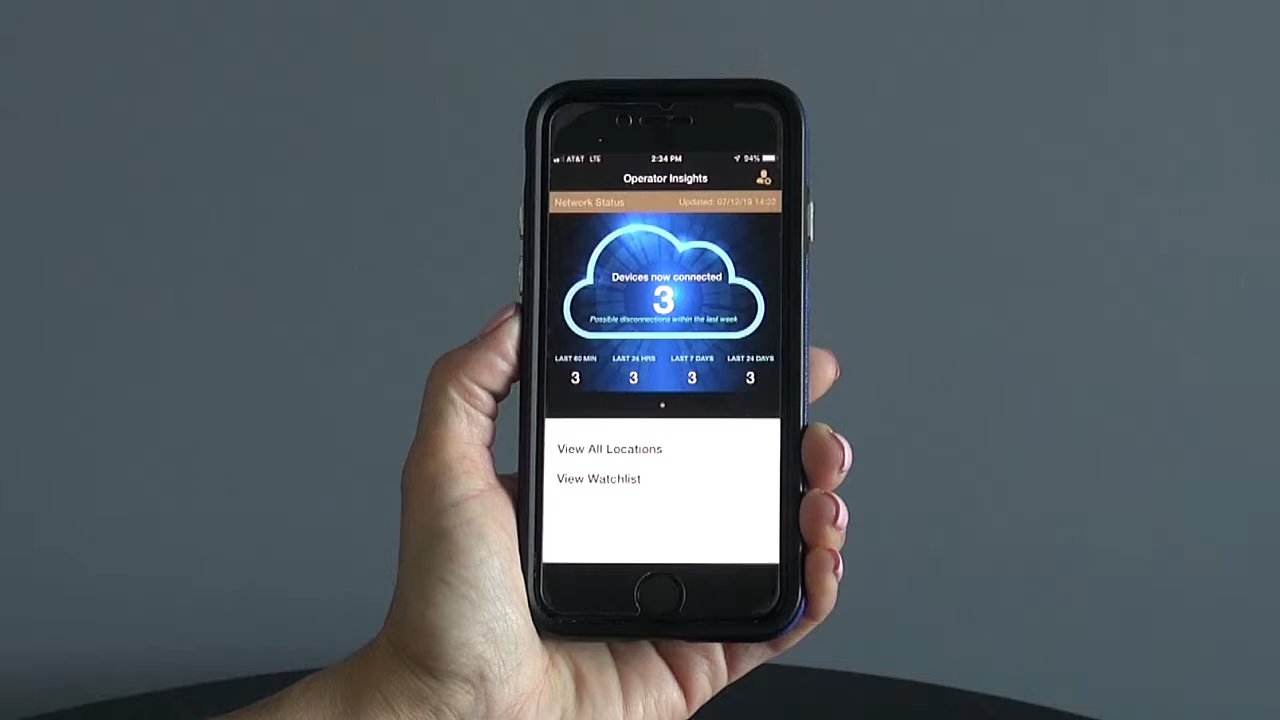 AT&T LTE 2:34 PM 94%
Operator Insights
Network Status Updated: 07/12/19 14:32
Devices now connected
3
Possible disconnections within the last week
LAST 60 MIN LAST 24 HRS LAST 7 DAYS LAST 24 DAYS
3 3 3 3
View All Locations
View Watchlist